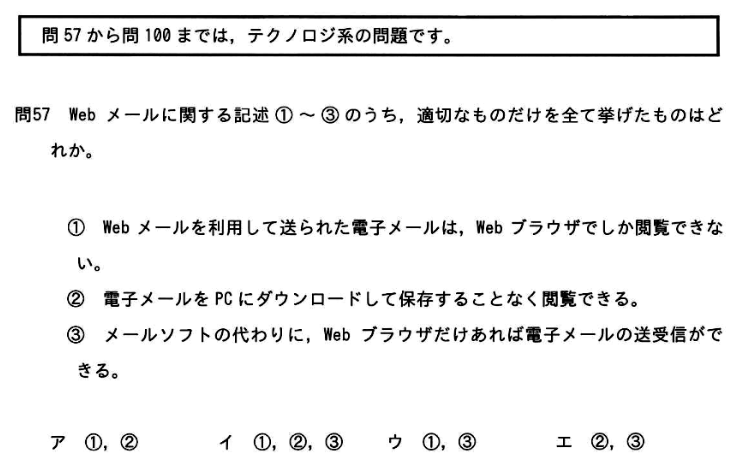 問57から問100までは，テクノロジ系の問題です。
問57　Web メールに関する記述 ① ～ ③ のうち，適切なものだけを全て挙げたものはど
れか。
①　Web メールを利用して送られた電子メールは，Web ブラウザでしか閲覧できな
い。
②　電子メールを PC にダウンロードして保存することなく閲覧できる。
③　メールソフトの代わりに，Web ブラウザだけあれば電子メールの送受信がで
きる。
ア　①，②　イ　①，②，③　ウ　①，③　エ　②，③